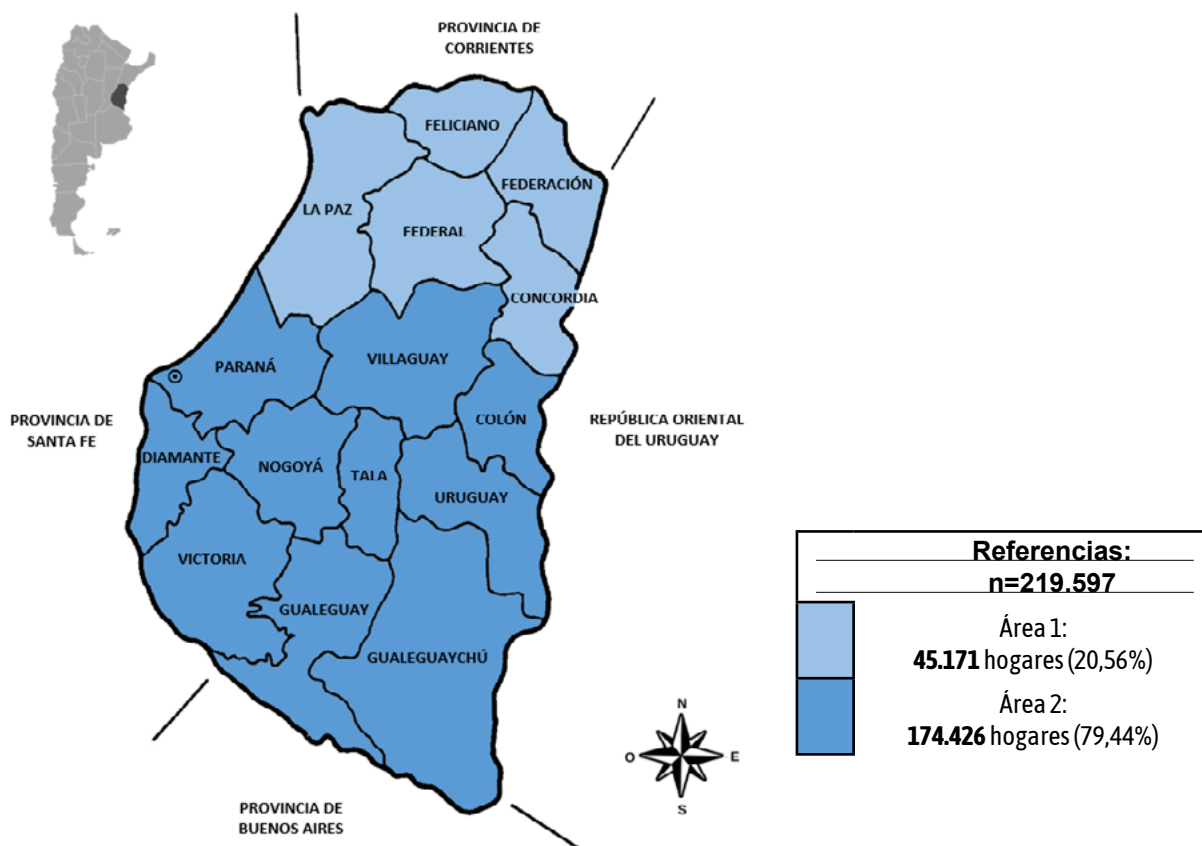 PROVINCIA DE
CORRIENTES
FELICIANO
FEDERACIÓN
LA PAZ
FEDERAL
CONCORDIA
PARANÁ
VILLAGUAY
COLÓN
PROVINCIA DE
SANTA FE
REPÚBLICA ORIENTAL
DEL URUGUAY
DIAMANTE
NOGOYÁ
TALA
URUGUAY
VICTORIA
GUALEGUAY
GUALEGUAYCHÚ
Referencias:
n=219.597
Área 1:
45.171 hogares (20,56%)
Área 2:
174.426 hogares (79,44%)
N
O
E
S
PROVINCIA DE
BUENOS AIRES